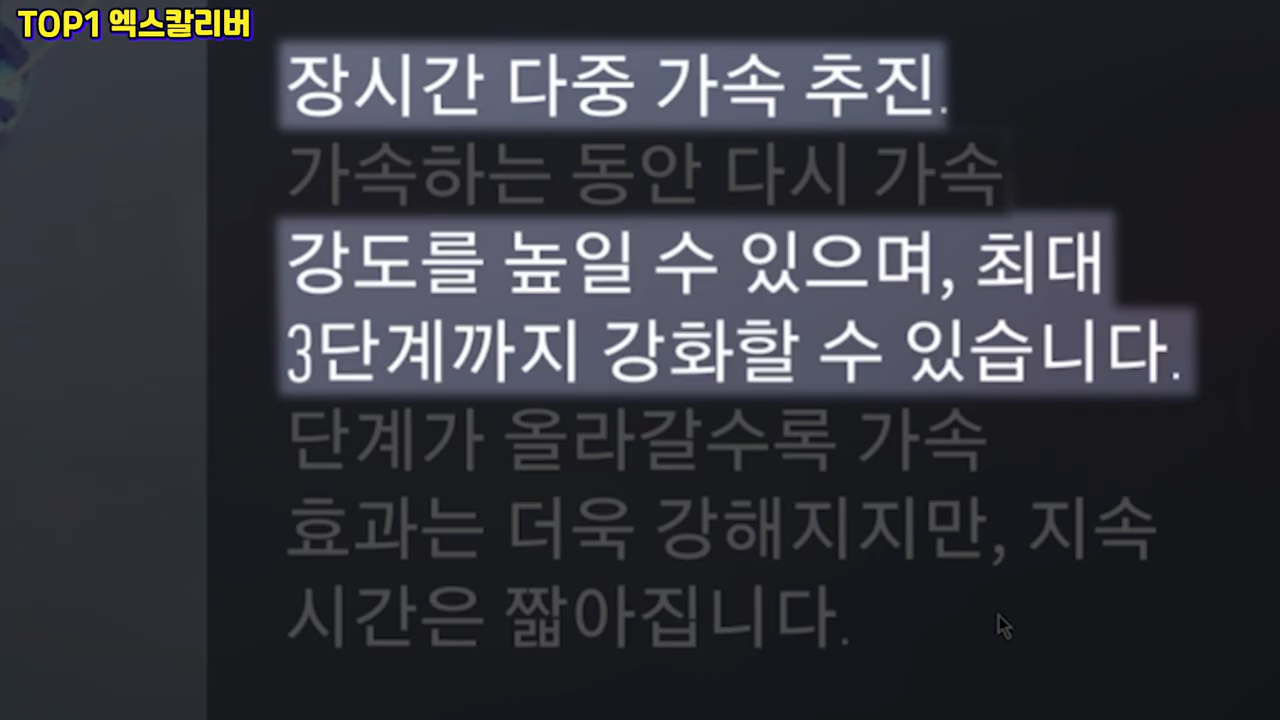 TOP1 엑스칼리버
장시간 다중 가속 추진.
가속하는 동안 다시 가속
강도를 높일 수 있으며, 최대
3단계까지 강화할 수 있습니다.
단계가 올라갈수록 가속
효과는 더욱 강해지지만, 지속
시간은 짧아집니다.